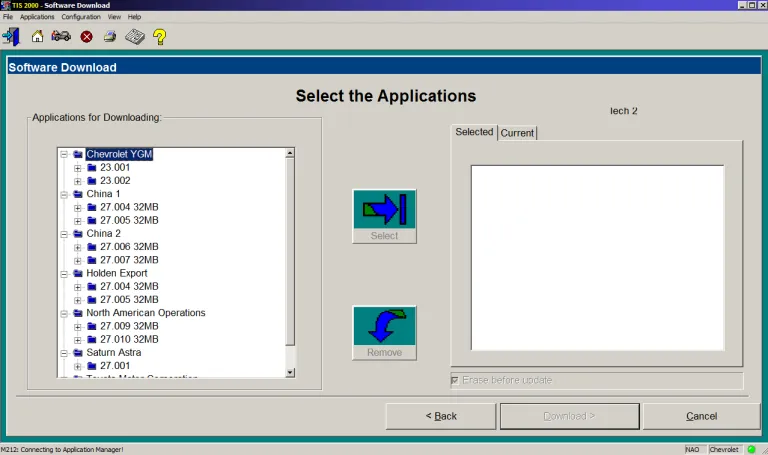 TIS 2000 - Software Download
File Applications Configuration View Help
Software Download
Select the Applications
Tech 2
Applications for Downloading:
Selected Current
Chevrolet YGM
23.001
23.002
China 1
27.004 32MB
27.005 32MB
China 2
27.006 32MB
27.007 32MB
Holden Export
27.004 32MB
27.005 32MB
North American Operations
27.009 32MB
27.010 32MB
Saturn Astra
27.001
Toyota Motor Corporation
Select
Remove
Erase before update
< Back Download > Cancel
M212: Connecting to Application Manager! NAO Chevrolet